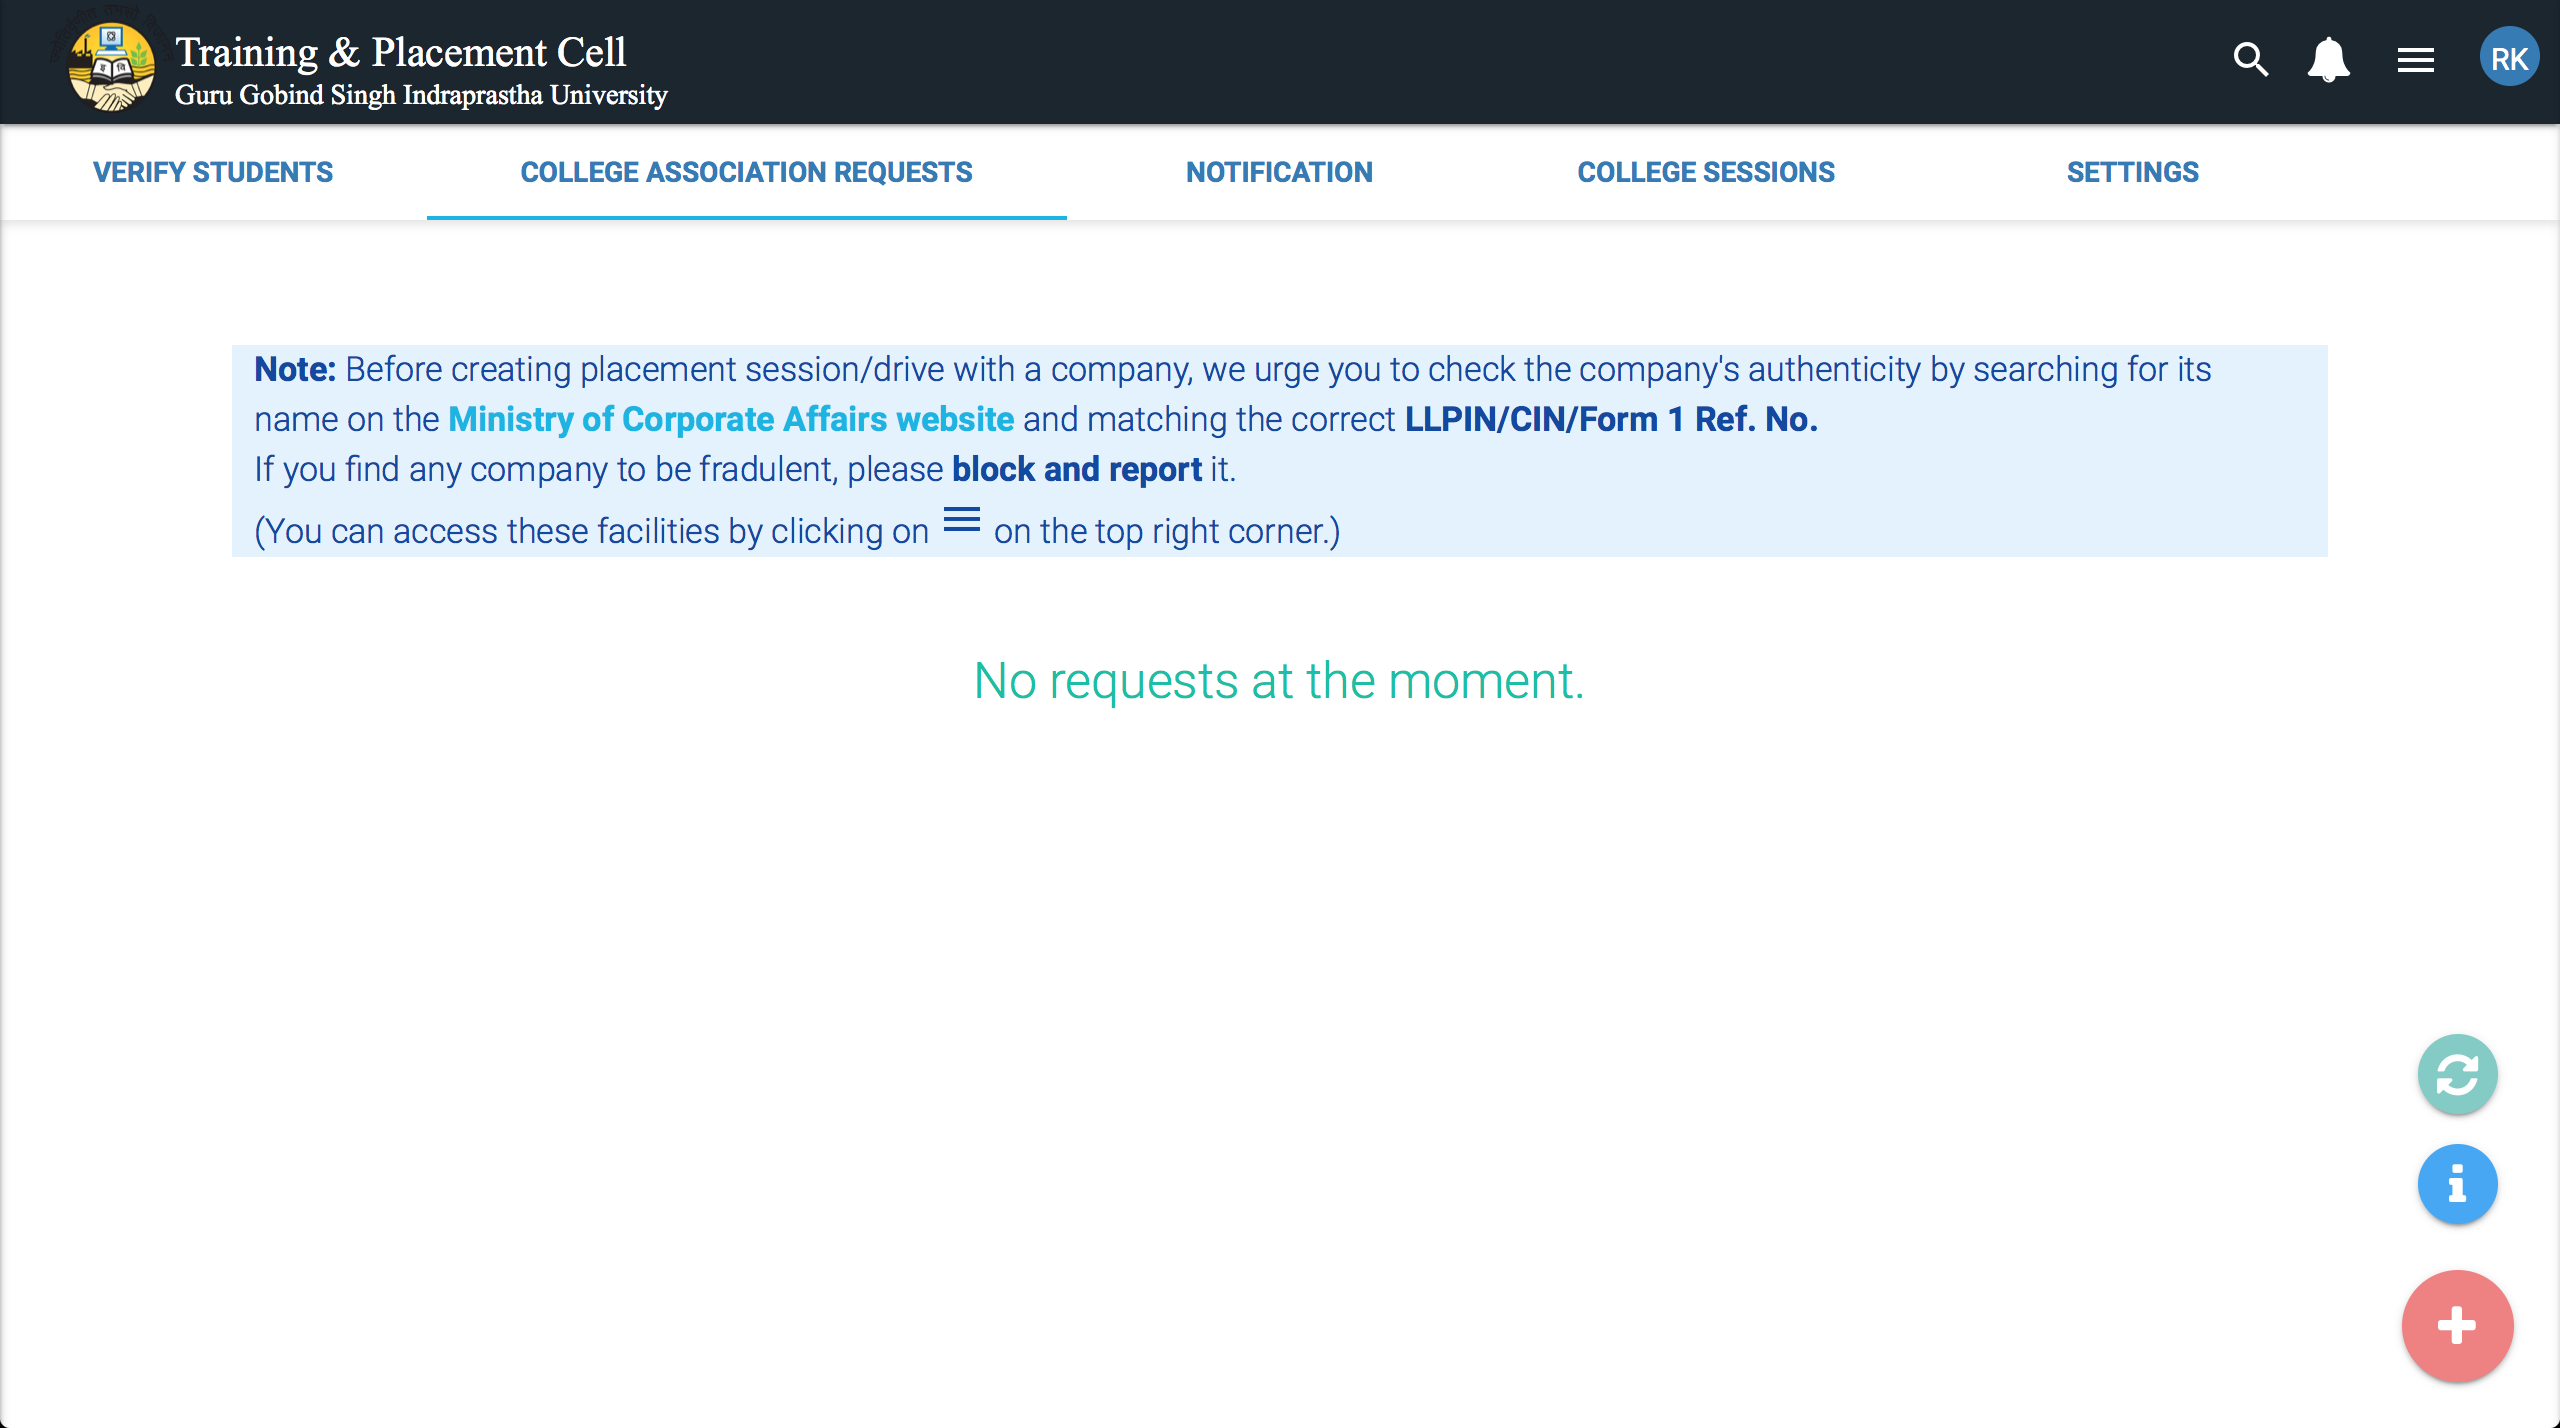 Training & Placement Cell
Guru Gobind Singh Indraprastha University
RK
VERIFY STUDENTS
COLLEGE ASSOCIATION REQUESTS
NOTIFICATION
COLLEGE SESSIONS
SETTINGS
Note: Before creating placement session/drive with a company, we urge you to check the company's authenticity by searching for its
name on the Ministry of Corporate Affairs website and matching the correct LLPIN/CIN/Form 1 Ref. No.
If you find any company to be fradulent, please block and report it.
(You can access these facilities by clicking on on the top right corner.)
No requests at the moment.